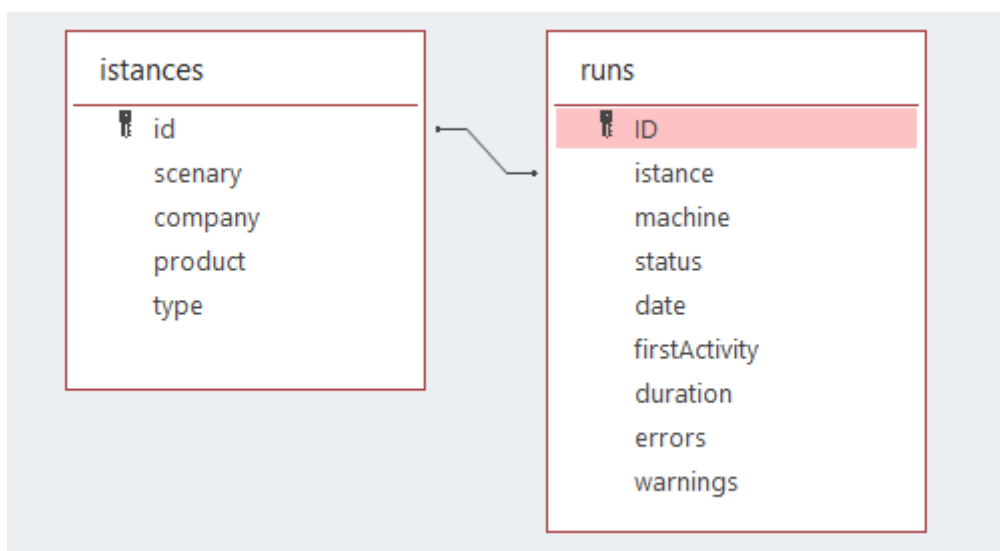 istances
id
scenary
company
product
type
runs
ID
istance
machine
status
date
firstActivity
duration
errors
warnings